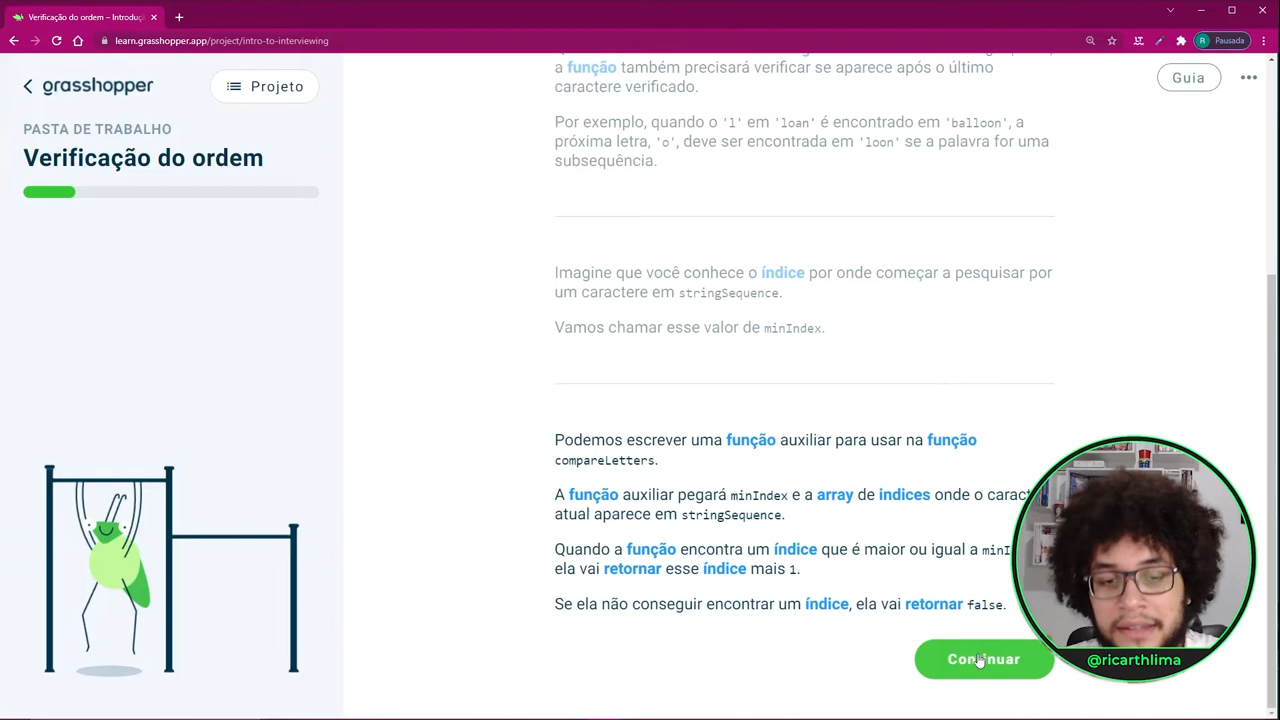 Verificação do ordem – Introduç
learn.grasshopper.app/project/intro-to-interviewing
R Pausada
grasshopper
Projeto
Guia
PASTA DE TRABALHO
Verificação do ordem
a função também precisará verificar se aparece após o último
caractere verificado.
Por exemplo, quando o 'l' em 'loan' é encontrado em 'balloon', a
próxima letra, 'o', deve ser encontrada em 'loon' se a palavra for uma
subsequência.
Imagine que você conhece o índice por onde começar a pesquisar por
um caractere em stringSequence.
Vamos chamar esse valor de minIndex.
Podemos escrever uma função auxiliar para usar na função
compareLetters.
A função auxiliar pegará minIndex e a array de indices onde o caract
atual aparece em stringSequence.
Quando a função encontra um índice que é maior ou igual a minI
ela vai retornar esse índice mais 1.
Se ela não conseguir encontrar um índice, ela vai retornar false.
Continuar
@ricarthlima